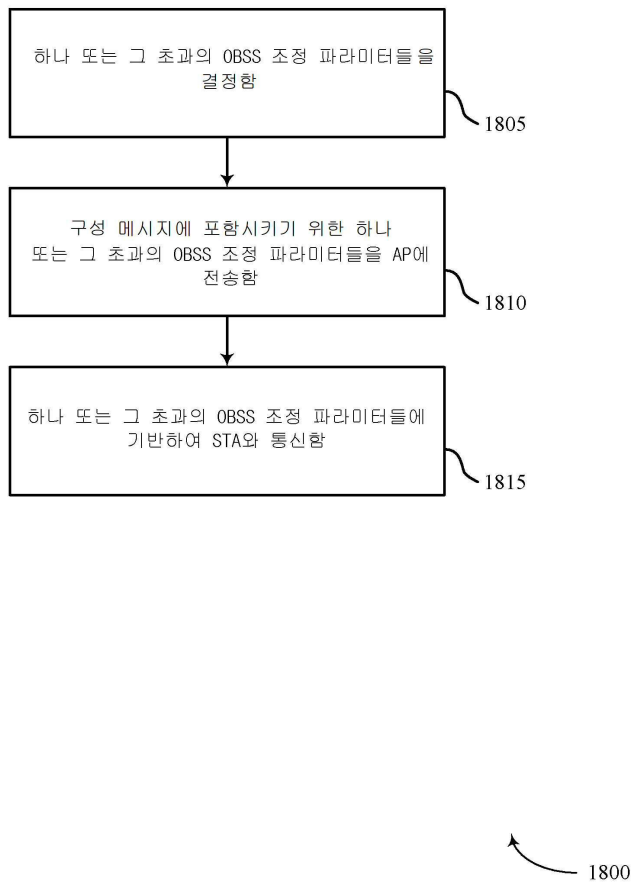 하나 또는 그 초과의 OBSS 조정 파라미터들을
결정함
1805
구성 메시지에 포함시키기 위한 하나
또는 그 초과의 OBSS 조정 파라미터들을 AP에
전송함
1810
하나 또는 그 초과의 OBSS 조정 파라미터들에
기반하여 STA와 통신함
1815
1800